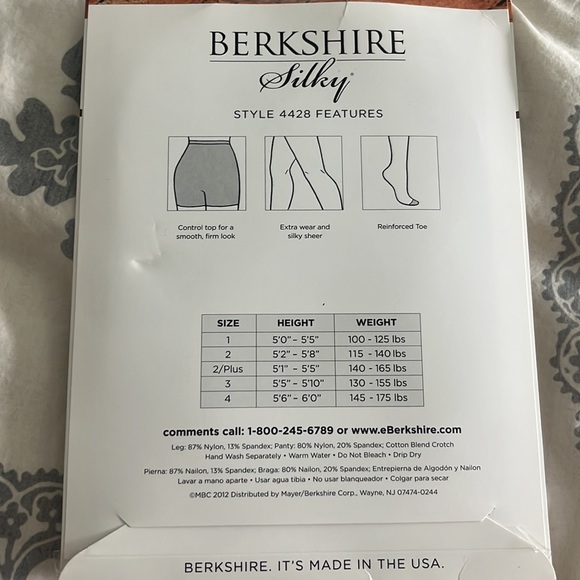 BERKSHIRE
Silky®
STYLE 4428 FEATURES
Control top for a
smooth, firm look
Extra wear and
silky sheer
Reinforced Toe
SIZE HEIGHT WEIGHT
1 5'0" – 5'5" 100 - 125 lbs
2 5'2" – 5'8" 115 - 140 lbs
2/Plus 5'1" – 5'5" 140 - 165 lbs
3 5'5" – 5'10" 130 - 155 lbs
4 5'6" – 6'0" 145 - 175 lbs
comments call: 1-800-245-6789 or www.eBerkshire.com
Leg: 87% Nylon, 13% Spandex; Panty: 80% Nylon, 20% Spandex; Cotton Blend Crotch
Hand Wash Separately • Warm Water • Do Not Bleach • Drip Dry
Pierna: 87% Nailon, 13% Spandex; Braga: 80% Nailon, 20% Spandex; Entrepierna de Algodón y Nailon
Lavar a mano aparte • Usar agua tibia • No usar blanqueador • Colgar para secar
©MBC 2012 Distributed by Mayer/Berkshire Corp., Wayne, NJ 07474-0244
BERKSHIRE. IT'S MADE IN THE USA.